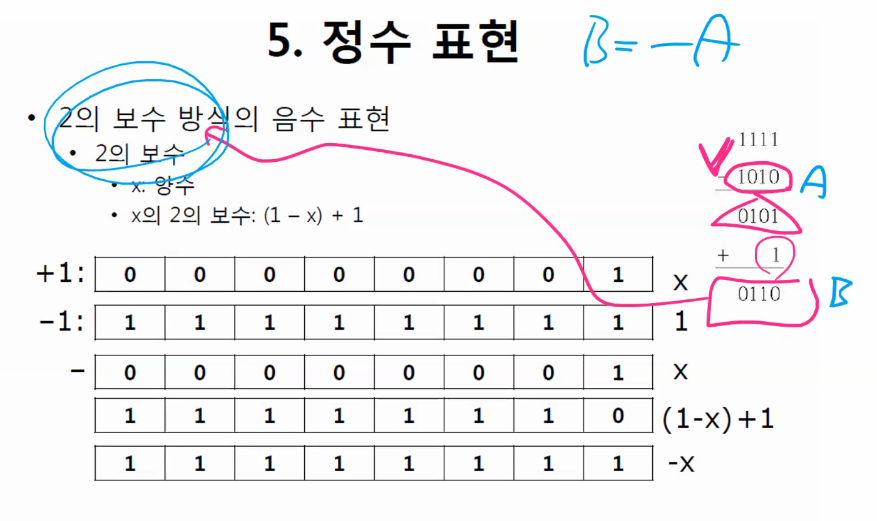 5. 정수 표현 B=-A
• 2의 보수 방식의 음수 표현
• 2의 보수
• x: 양수
• x의 2의 보수: (1 – x) + 1
1111
- 1010 A
0101
+ 1
0110 B
+1: 0 0 0 0 0 0 0 1 x
-1: 1 1 1 1 1 1 1 1 1
- 0 0 0 0 0 0 0 1 x
1 1 1 1 1 1 1 0 (1-x)+1
1 1 1 1 1 1 1 1 -x